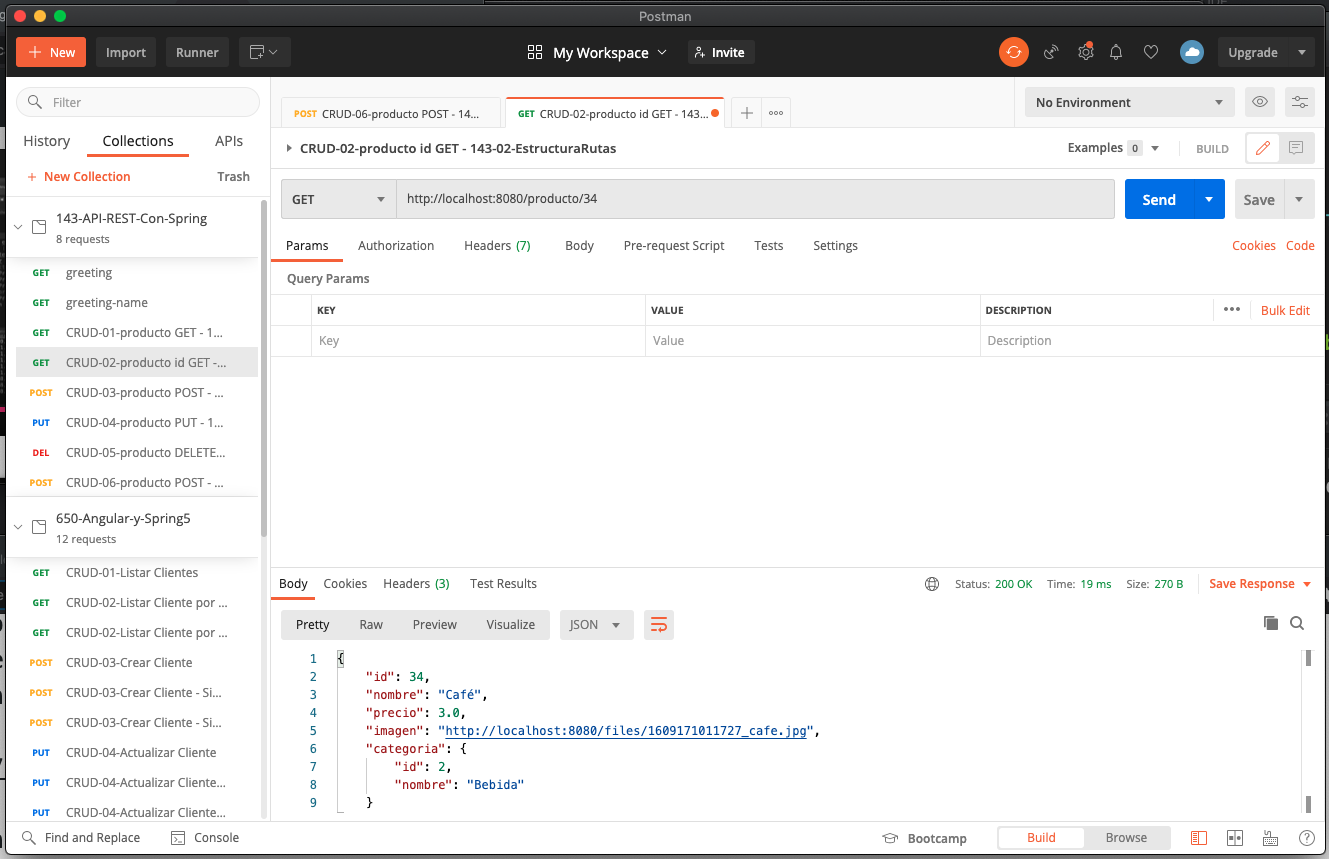 Postman
New
Import
Runner
My Workspace
Invite
Upgrade
Filter
History
Collections
APIs
+ New Collection
Trash
143-API-REST-Con-Spring
8 requests
GET greeting
GET greeting-name
GET CRUD-01-producto GET - 1...
GET CRUD-02-producto id GET -...
POST CRUD-03-producto POST - ...
PUT CRUD-04-producto PUT - 1...
DEL CRUD-05-producto DELETE...
POST CRUD-06-producto POST - ...
650-Angular-y-Spring5
12 requests
GET CRUD-01-Listar Clientes
GET CRUD-02-Listar Cliente por ...
GET CRUD-02-Listar Cliente por ...
POST CRUD-03-Crear Cliente
POST CRUD-03-Crear Cliente - Si...
POST CRUD-03-Crear Cliente - Si...
PUT CRUD-04-Actualizar Cliente
PUT CRUD-04-Actualizar Cliente...
PUT CRUD-04-Actualizar Cliente...
POST CRUD-06-producto POST - 14...
GET CRUD-02-producto id GET - 143...
No Environment
CRUD-02-producto id GET - 143-02-EstructuraRutas
Examples 0
BUILD
GET
http://localhost:8080/producto/34
Send
Save
Params
Authorization
Headers (7)
Body
Pre-request Script
Tests
Settings
Cookies
Code
Query Params
KEY
VALUE
DESCRIPTION
Bulk Edit
Key
Value
Description
Body
Cookies
Headers (3)
Test Results
Status: 200 OK
Time: 19 ms
Size: 270 B
Save Response
Pretty
Raw
Preview
Visualize
JSON
1 {
2 "id": 34,
3 "nombre": "Café",
4 "precio": 3.0,
5 "imagen": "http://localhost:8080/files/1609171011727_cafe.jpg",
6 "categoria": {
7 "id": 2,
8 "nombre": "Bebida"
9 }
Find and Replace
Console
Bootcamp
Build
Browse